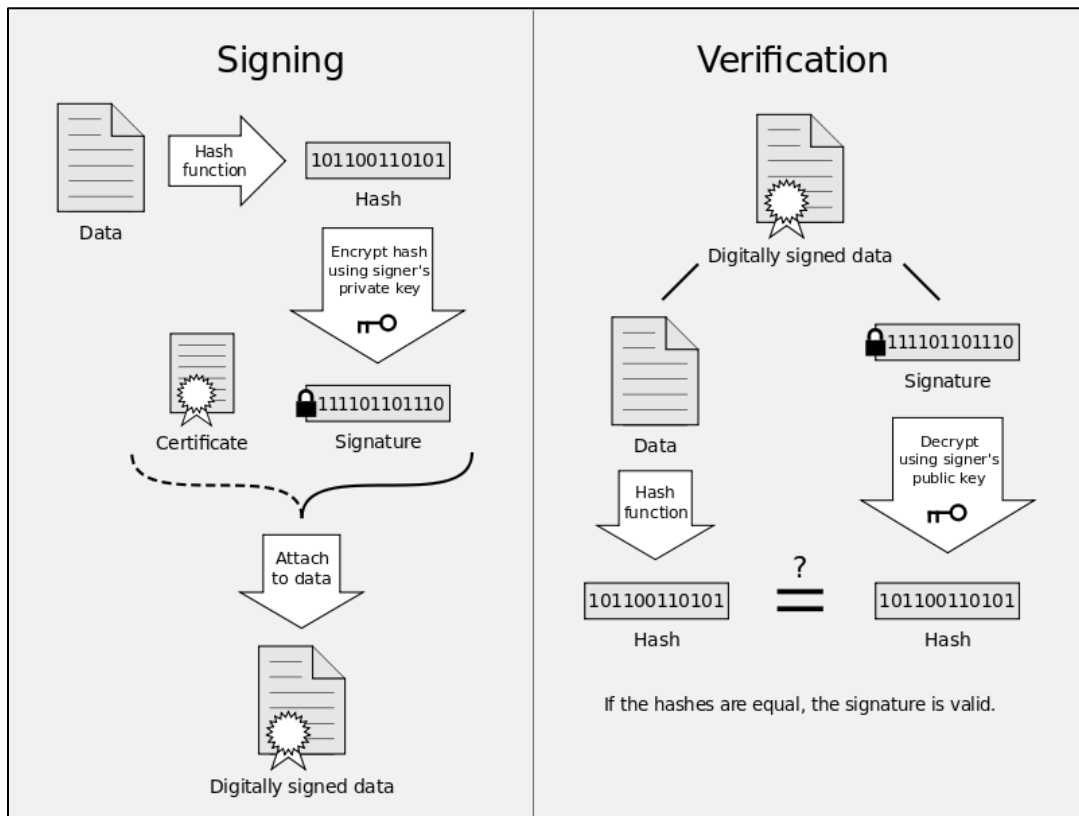 Signing
Hash
function
101100110101
Hash
Data
Encrypt hash
using signer's
private key
111101101110
Certificate
Signature
Attach
to data
Digitally signed data
Verification
Digitally signed data
111101101110
Signature
Data
Decrypt
using signer's
public key
Hash
function
?
101100110101
101100110101
Hash
Hash
If the hashes are equal, the signature is valid.